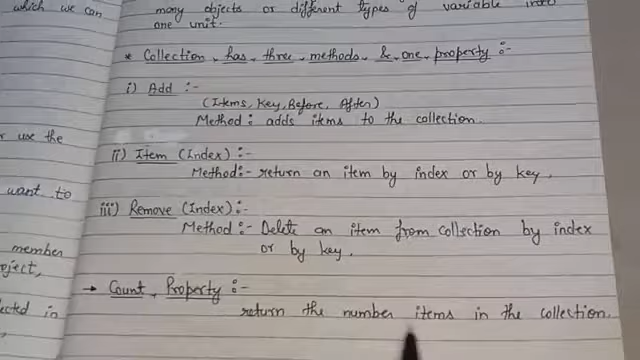 which we can
many objects or different types of variable into
one unit.
* Collection, has, three, methods, & one, property :-
i) Add :-
(Items, Key, Before, After)
Method : adds items to the collection.
use the
ii) Item (Index) :-
Method :- return an item by index or by key.
want to
iii) Remove (Index) :-
Method :- Delete an item from collection by index
or by key.
member
→ Count, Property :-
return the number items in the collection.
in